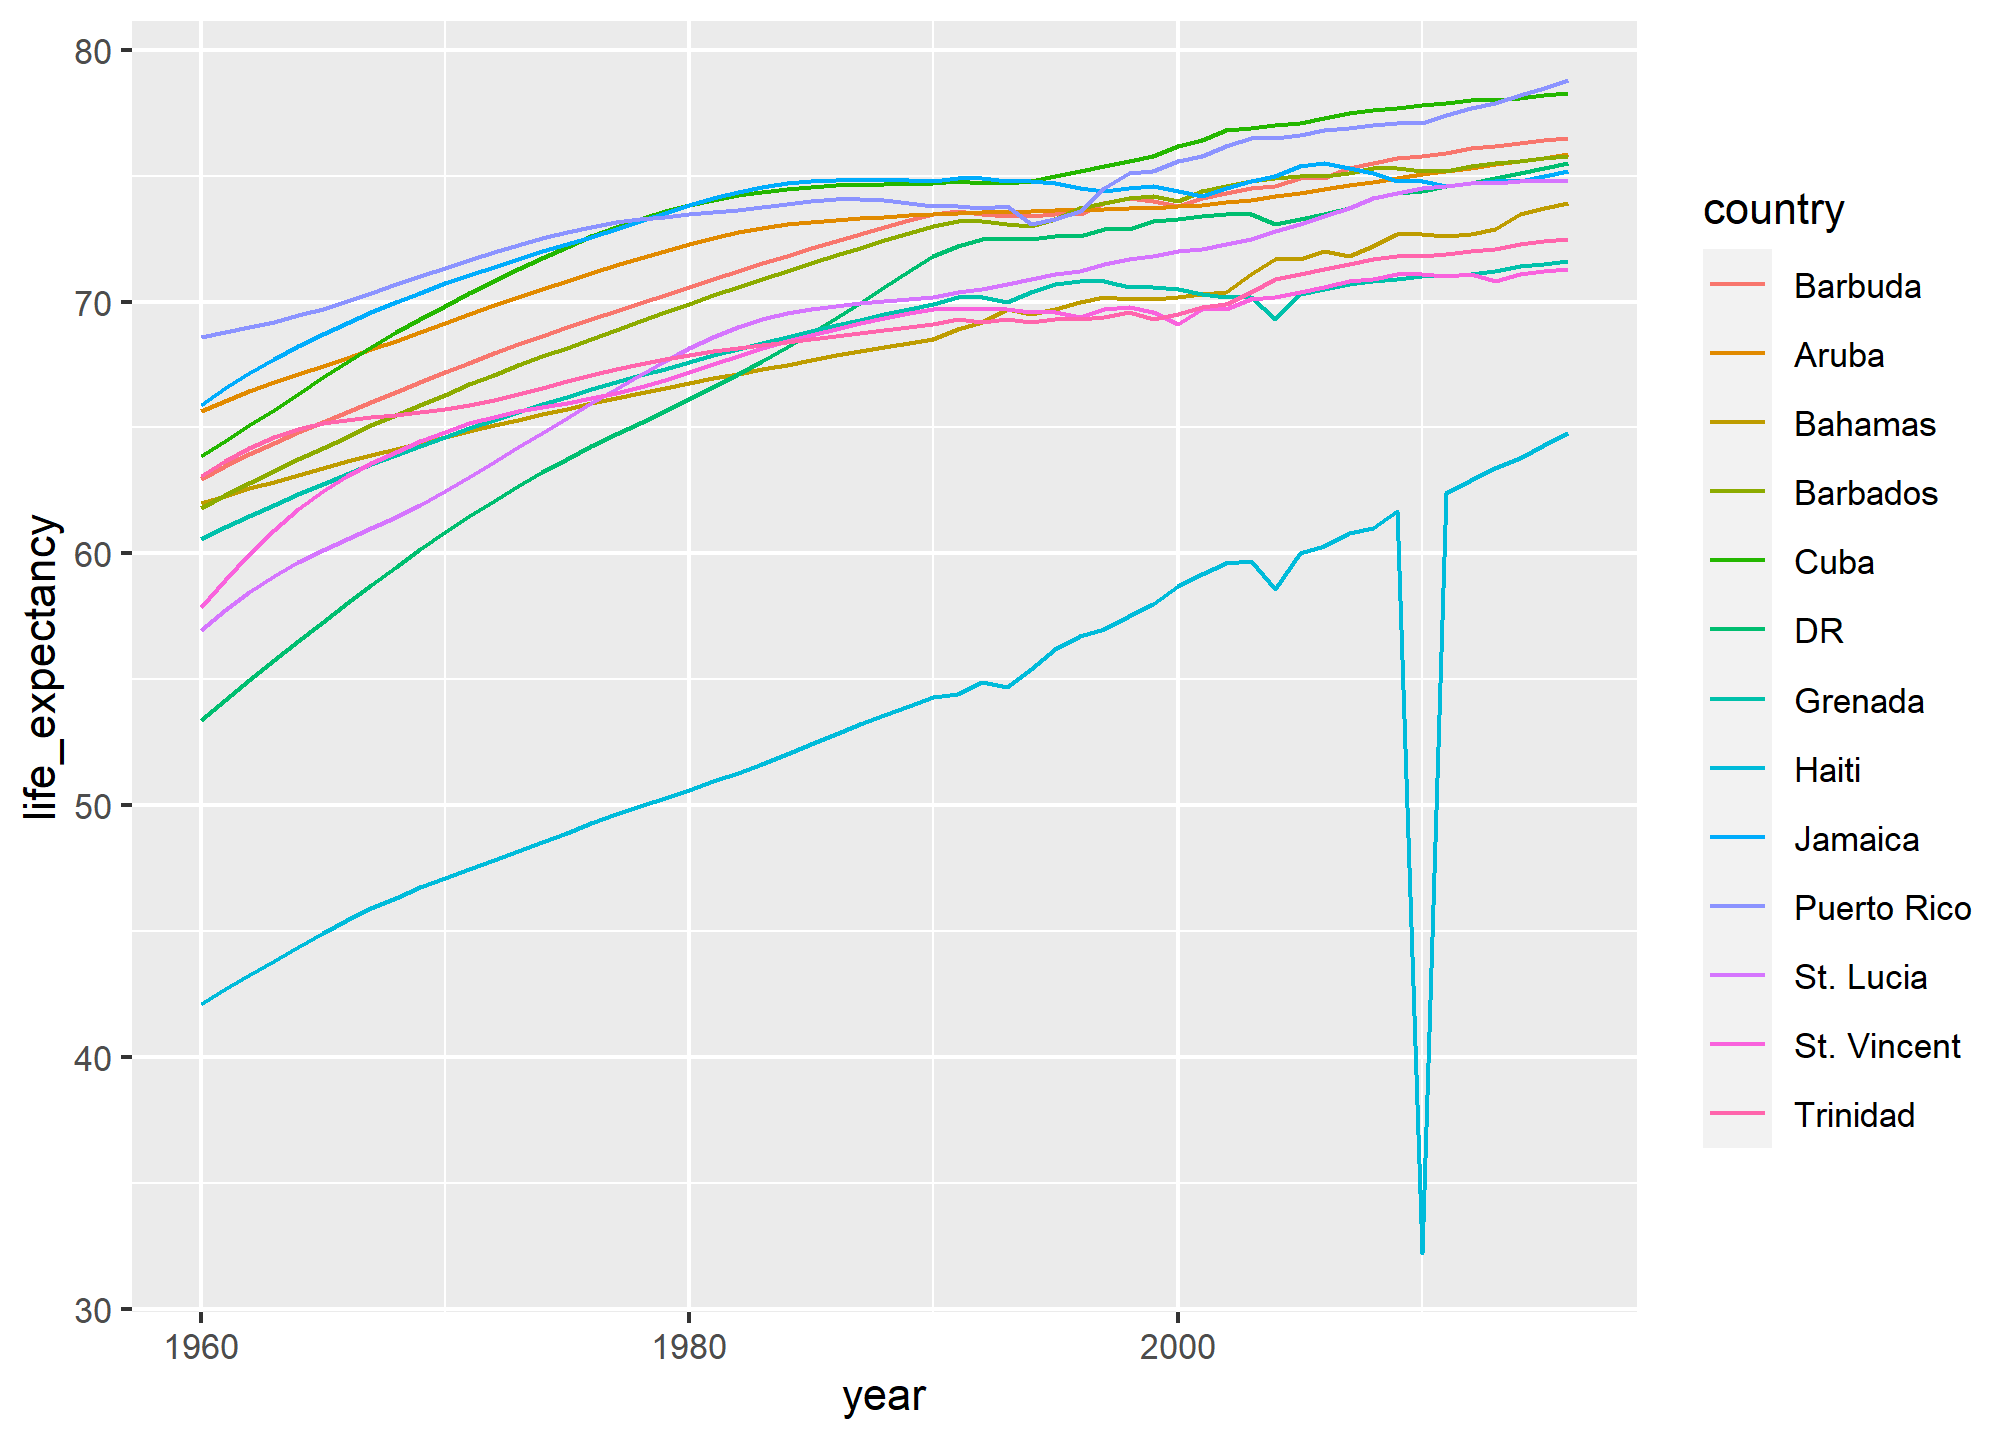 80
70
60
50
40
30
life_expectancy
1960
1980
2000
year
country
Barbuda
Aruba
Bahamas
Barbados
Cuba
DR
Grenada
Haiti
Jamaica
Puerto Rico
St. Lucia
St. Vincent
Trinidad